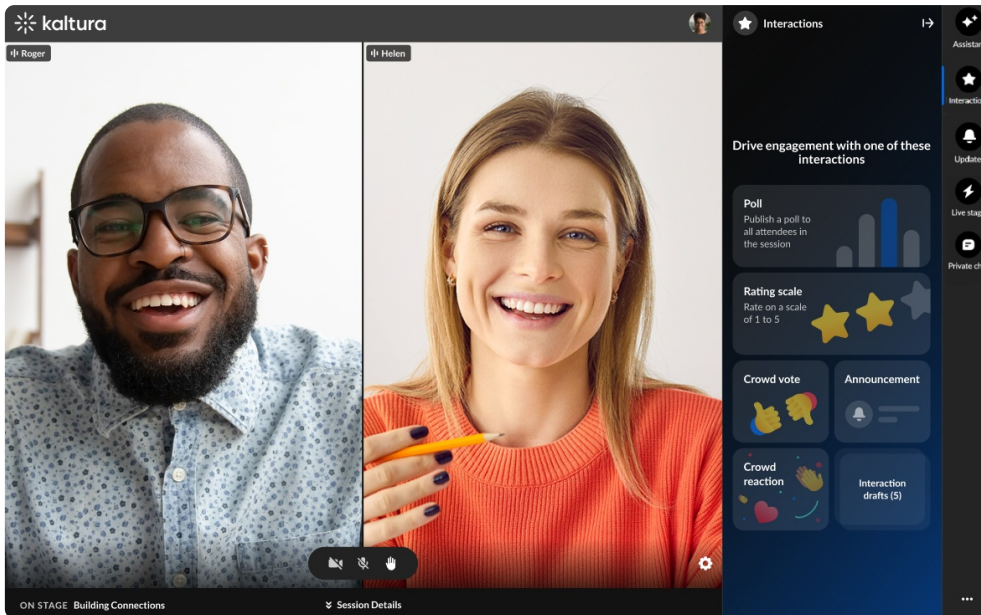 kaltura
Roger
Helen
Interactions
Drive engagement with one of these
interactions
Poll
Publish a poll to
all attendees in
the session
Rating scale
Rate on a scale
of 1 to 5
Crowd vote
Announcement
Crowd
reaction
Interaction
drafts (5)
Assistan
Interactio
Update
Live stag
Private ch
ON STAGE Building Connections
Session Details